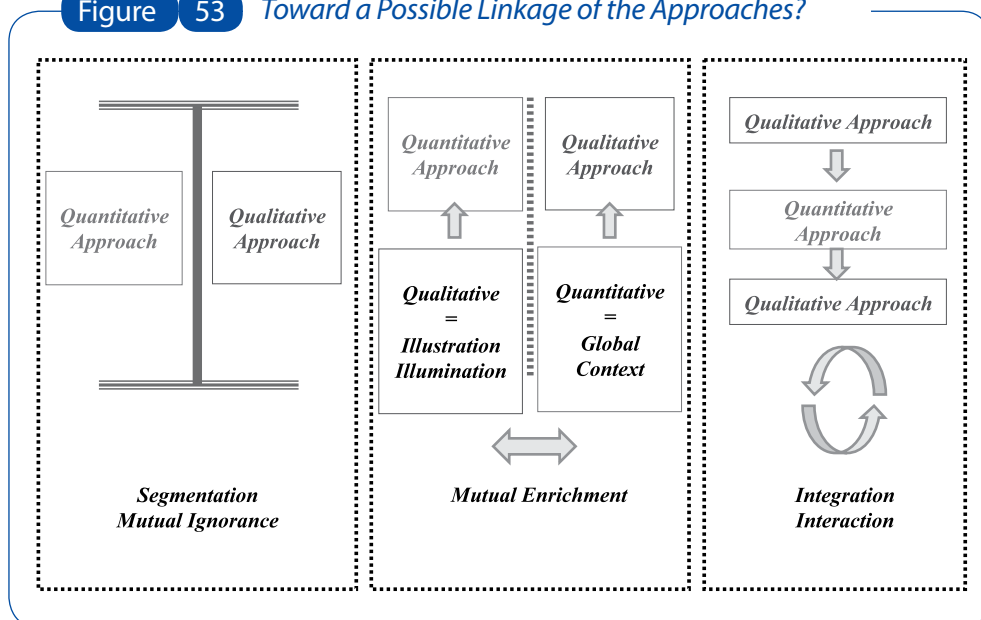 Figure 53 Toward a Possible Linkage of the Approaches?
Quantitative
Approach
Qualitative
Approach
Segmentation
Mutual Ignorance
Quantitative
Approach
Qualitative
Approach
Qualitative
=
Illustration
Illumination
Quantitative
=
Global
Context
Mutual Enrichment
Qualitative Approach
Quantitative
Approach
Qualitative Approach
Integration
Interaction